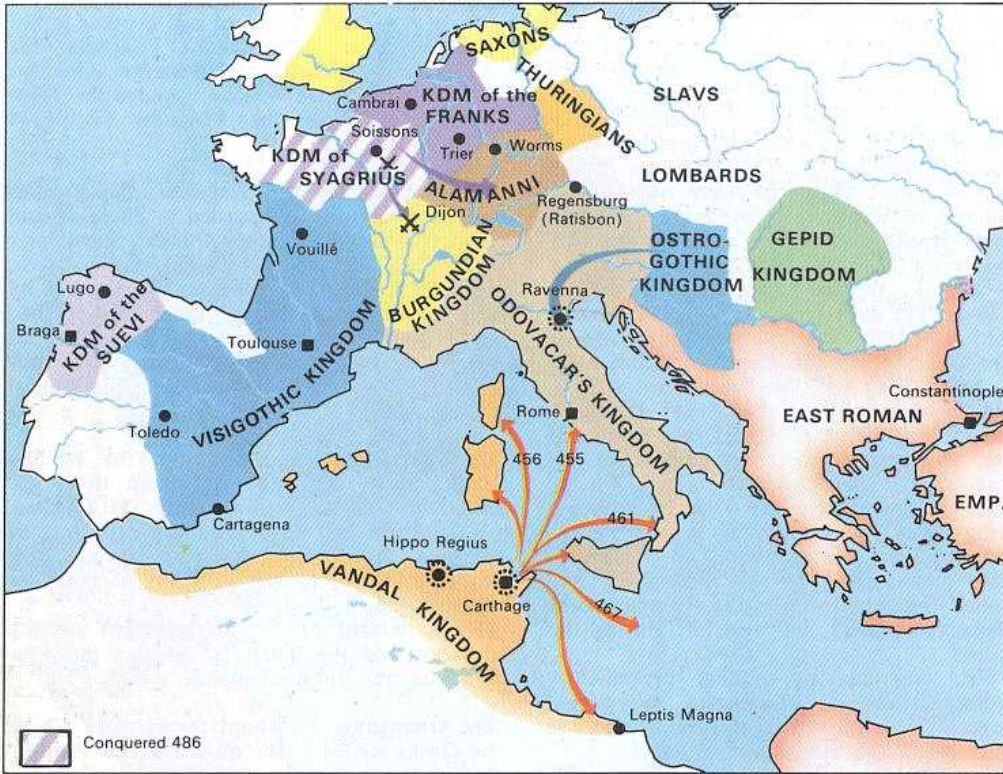 SAXONS
THURINGIANS
SLAVS
Cambrai
KDM of the
FRANKS
Soissons
Trier
Worms
KDM of
SYAGRIUS
ALAMANNI
LOMBARDS
Regensburg
(Ratisbon)
Dijon
Vouillé
BURGUNDIAN
KINGDOM
OSTRO-
GOTHIC
KINGDOM
GEPID
KINGDOM
Lugo
KDM of the
SUEVI
Braga
Ravenna
Toulouse
VISIGOTHIC KINGDOM
ODOVACAR'S KINGDOM
Constantinople
Toledo
Rome
EAST ROMAN
456
455
EMP
Cartagena
461
Hippo Regius
VANDAL KINGDOM
Carthage
467
Leptis Magna
Conquered 486